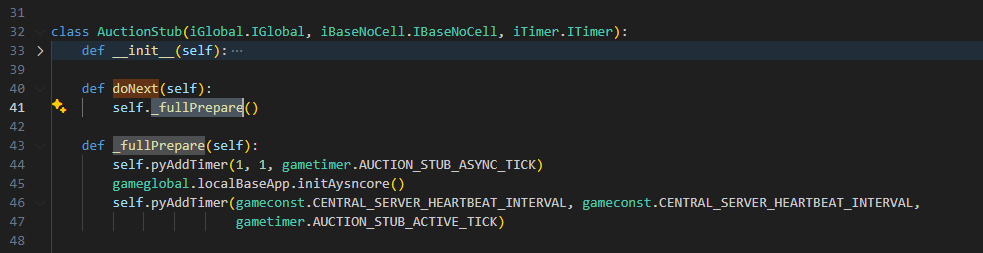 31
32 class AuctionStub(iGlobal.IGlobal, iBaseNoCell.IBaseNoCell, iTimer.ITimer):
33     def __init__(self):···
39
40     def doNext(self):
41         self._fullPrepare()
42
43     def _fullPrepare(self):
44         self.pyAddTimer(1, 1, gametimer.AUCTION_STUB_ASYNC_TICK)
45         gameglobal.localBaseApp.initAysncore()
46         self.pyAddTimer(gameconst.CENTRAL_SERVER_HEARTBEAT_INTERVAL, gameconst.CENTRAL_SERVER_HEARTBEAT_INTERVAL,
47                         gametimer.AUCTION_STUB_ACTIVE_TICK)
48